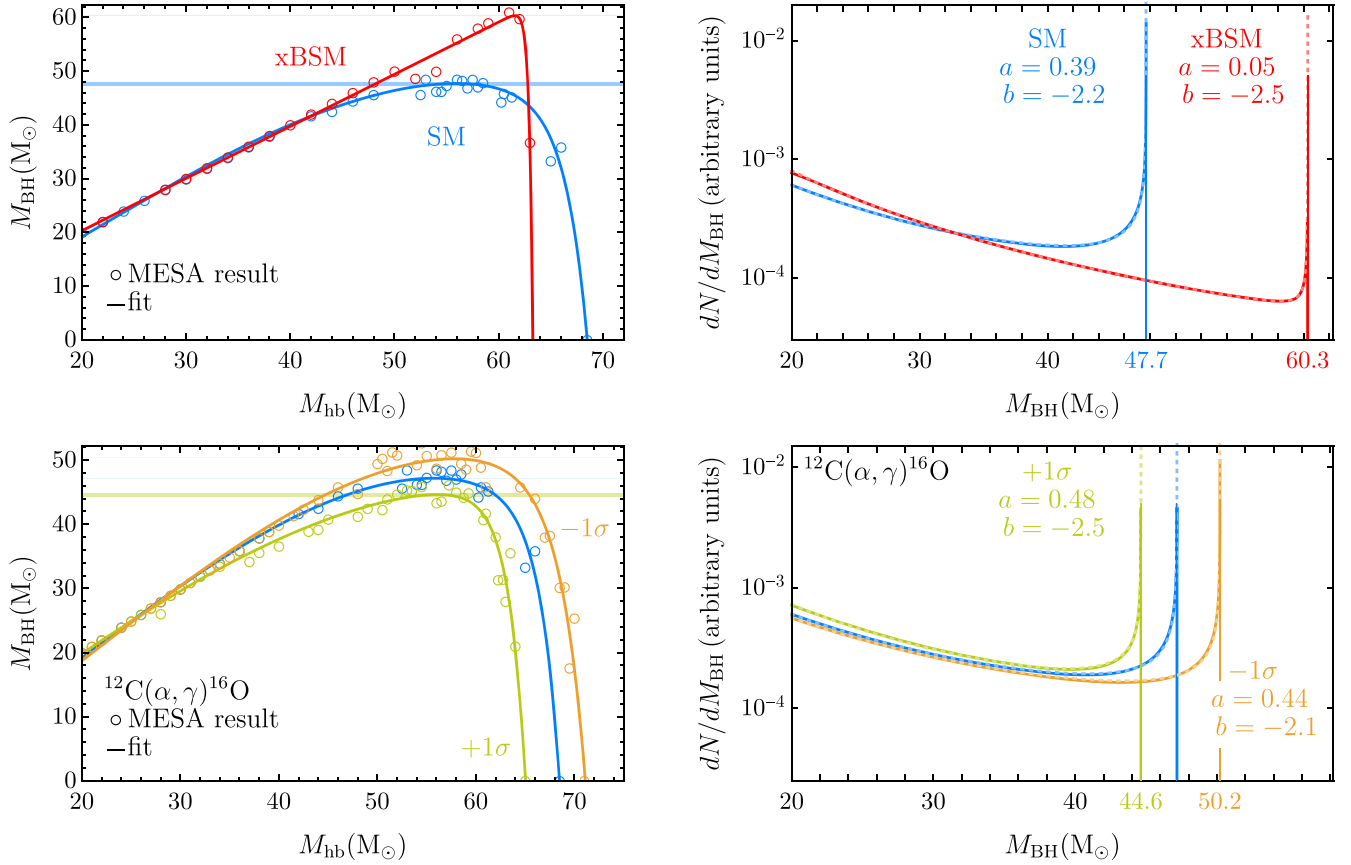 60
50
40
30
20
10
0
M_BH(M_⊙)
xBSM
SM
MESA result
fit
20 30 40 50 60 70
M_hb(M_⊙)
10^−2
10^−3
10^−4
dN/dM_BH (arbitrary units)
SM
a = 0.39
b = −2.2
xBSM
a = 0.05
b = −2.5
20 30 40 47.7 60.3
M_BH(M_⊙)
50
40
30
20
10
0
M_BH(M_⊙)
−1σ
+1σ
^12C(α, γ)^16O
MESA result
fit
20 30 40 50 60 70
M_hb(M_⊙)
10^−2
10^−3
10^−4
dN/dM_BH (arbitrary units)
^12C(α, γ)^16O
+1σ
a = 0.48
b = −2.5
−1σ
a = 0.44
b = −2.1
20 30 40 44.6 50.2
M_BH(M_⊙)